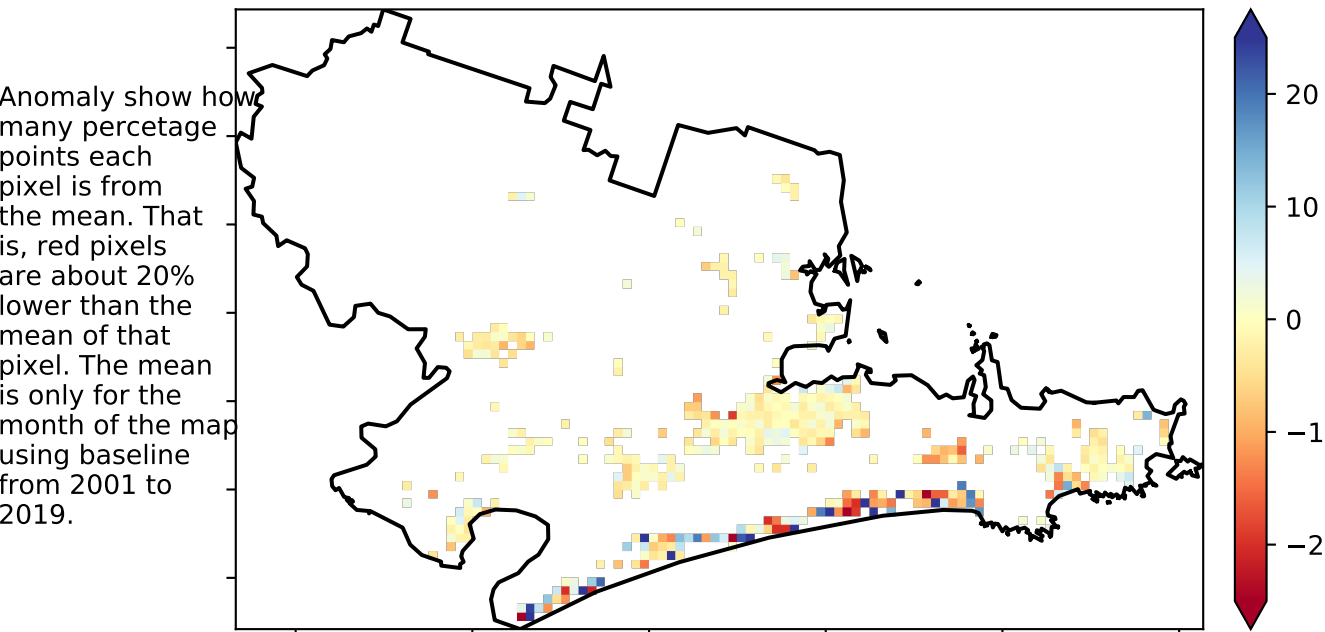 Anomaly show how
many percetage
points each
pixel is from
the mean. That
is, red pixels
are about 20%
lower than the
mean of that
pixel. The mean
is only for the
month of the map
using baseline
from 2001 to
2019.
20
10
0
−1
−2